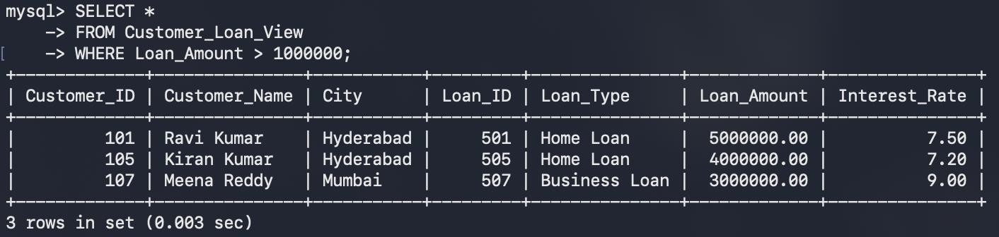 mysql> SELECT *
    -> FROM Customer_Loan_View
[    -> WHERE Loan_Amount > 1000000;
+-------------+---------------+-----------+---------+---------------+-------------+---------------+
| Customer_ID | Customer_Name | City      | Loan_ID | Loan_Type     | Loan_Amount | Interest_Rate |
+-------------+---------------+-----------+---------+---------------+-------------+---------------+
|         101 | Ravi Kumar    | Hyderabad |     501 | Home Loan     |  5000000.00 |          7.50 |
|         105 | Kiran Kumar   | Hyderabad |     505 | Home Loan     |  4000000.00 |          7.20 |
|         107 | Meena Reddy   | Mumbai    |     507 | Business Loan |  3000000.00 |          9.00 |
+-------------+---------------+-----------+---------+---------------+-------------+---------------+
3 rows in set (0.003 sec)